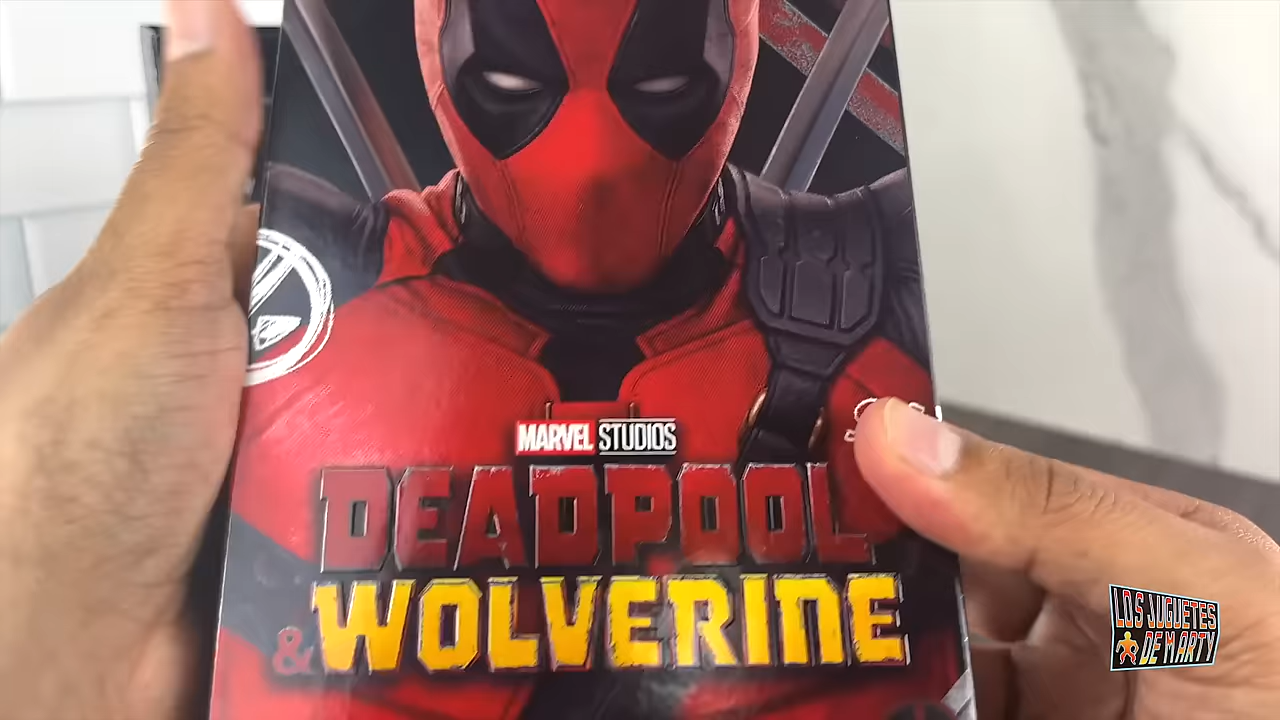 MARVEL STUDIOS
DEADPOOL
& WOLVERINE
LOS JUGUETES
DE MARTY